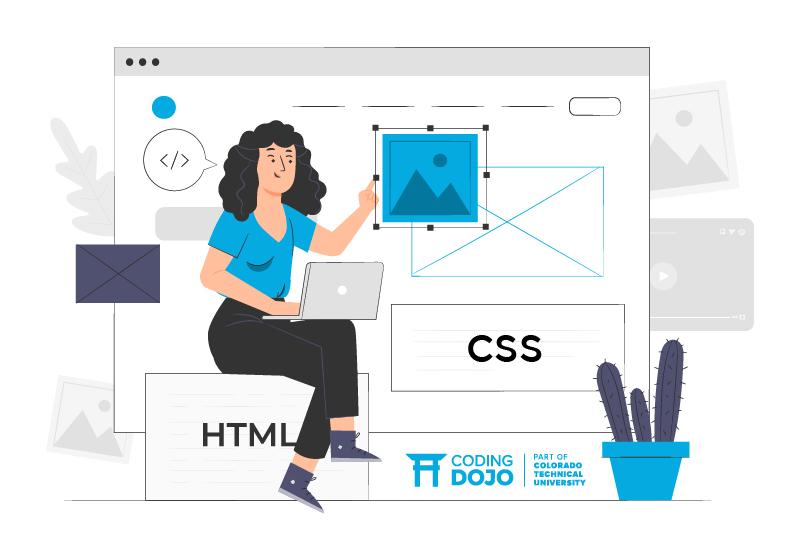 </>
CSS
HTML
CODING
DOJO
PART OF
COLORADO
TECHNICAL
UNIVERSITY